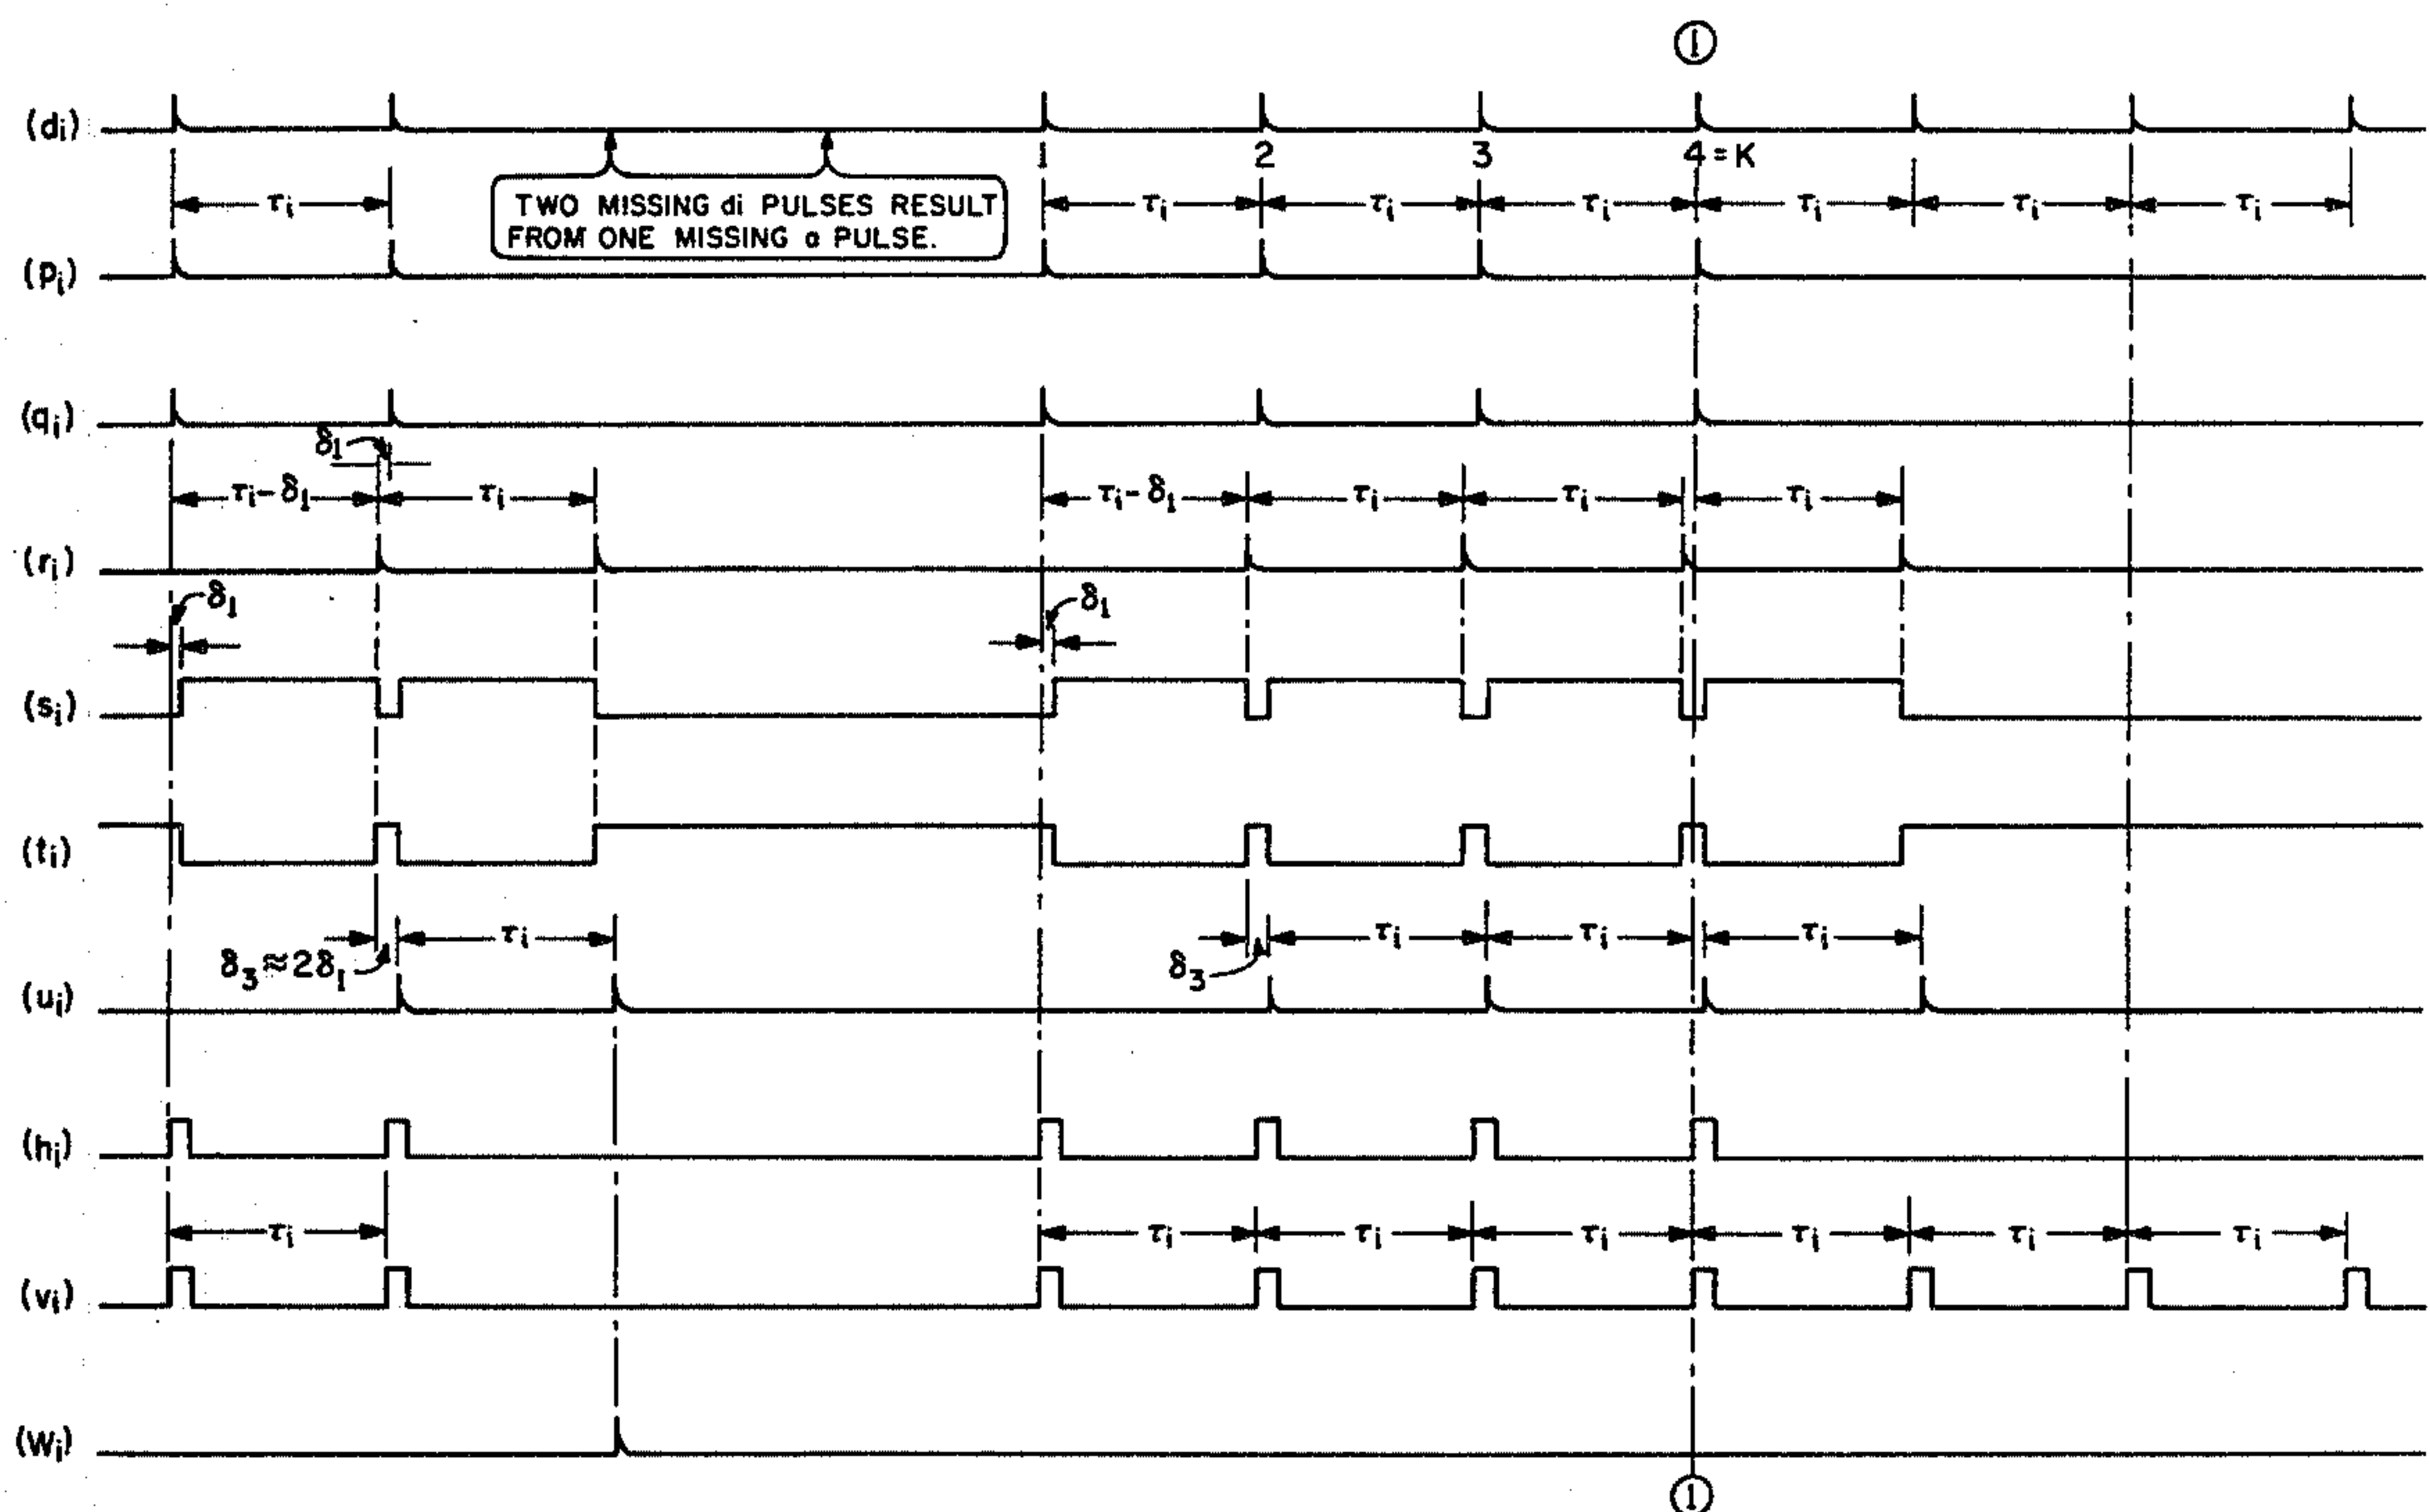 ①
(di)
1 2 3 4 = K
τi τi τi τi τi τi τi
TWO MISSING di PULSES RESULT
FROM ONE MISSING a PULSE.
(pi)
(qi)
δ1
τi - δ1 τi τi - δ1 τi τi τi
(ri)
δ1 δ1
(si)
(ti)
τi τi τi τi
δ3 ≈ 2δ1 δ3
(ui)
(hi)
τi τi τi τi τi τi τi
(vi)
(Wi)
①